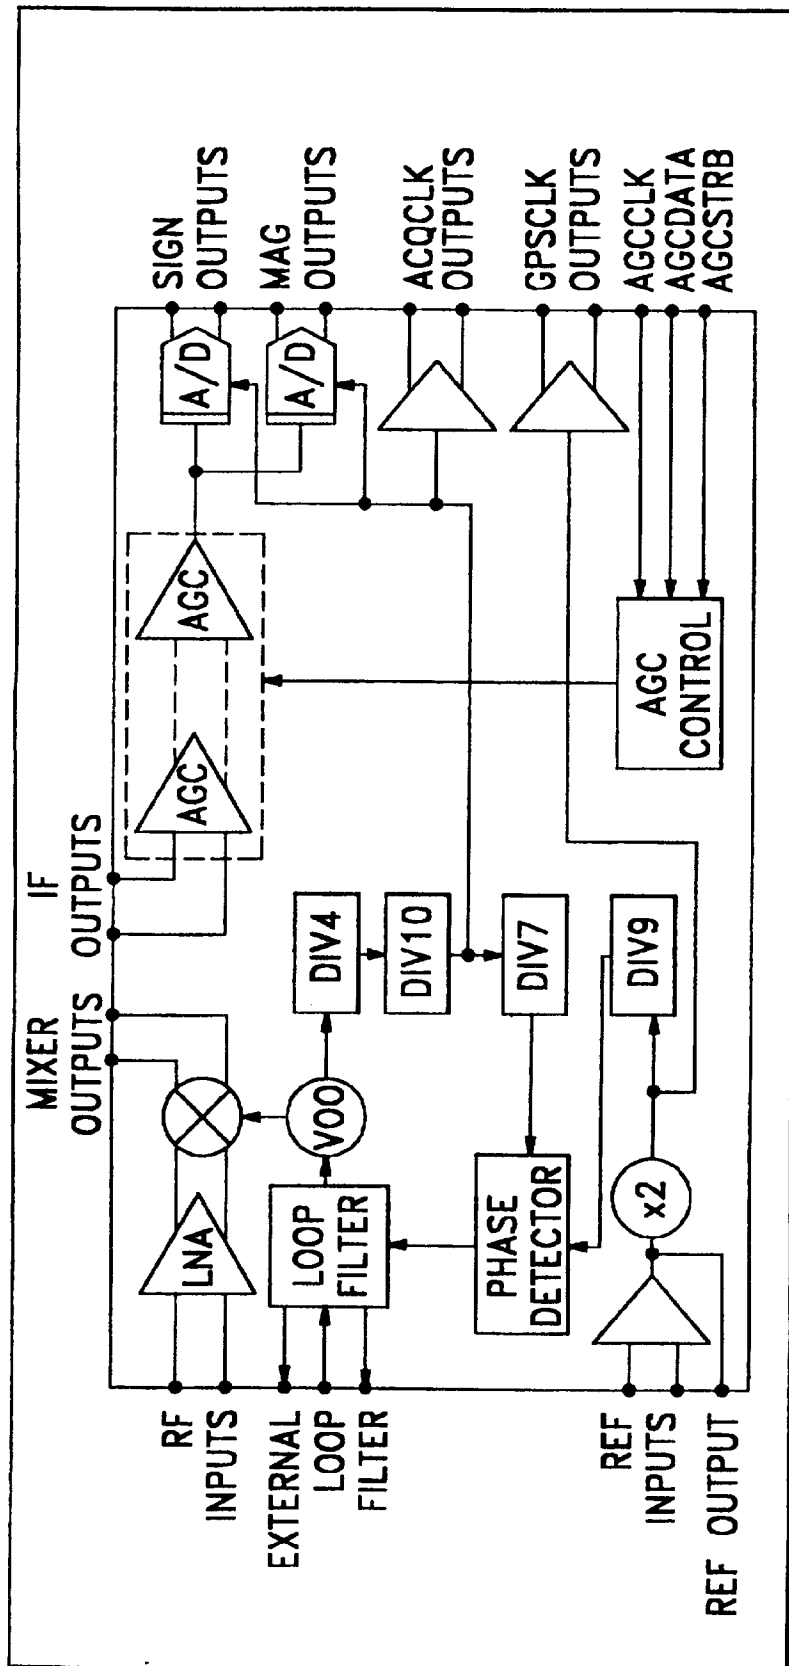 MIXER
OUTPUTS
IF
OUTPUTS
RF
INPUTS
LNA
AGC
AGC
A/D
SIGN
OUTPUTS
A/D
MAG
OUTPUTS
EXTERNAL
LOOP
FILTER
LOOP
FILTER
VOO
DIV4
DIV10
ACQCLK
OUTPUTS
PHASE
DETECTOR
DIV7
GPSCLK
OUTPUTS
REF
INPUTS
REF OUTPUT
x2
DIV9
AGC
CONTROL
AGCCLK
AGCDATA
AGCSTRB